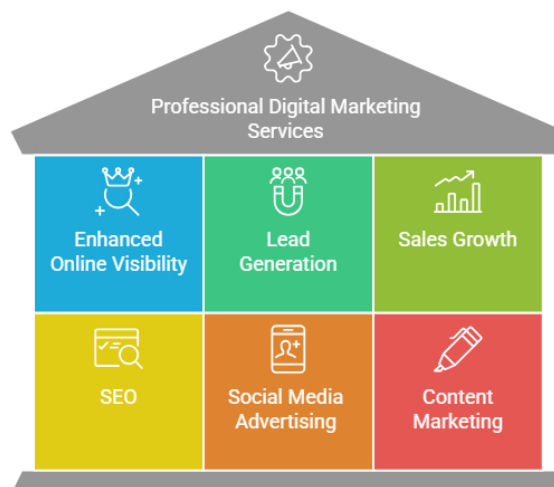 Professional Digital Marketing
Services
Enhanced
Online Visibility
Lead
Generation
Sales Growth
SEO
Social Media
Advertising
Content
Marketing